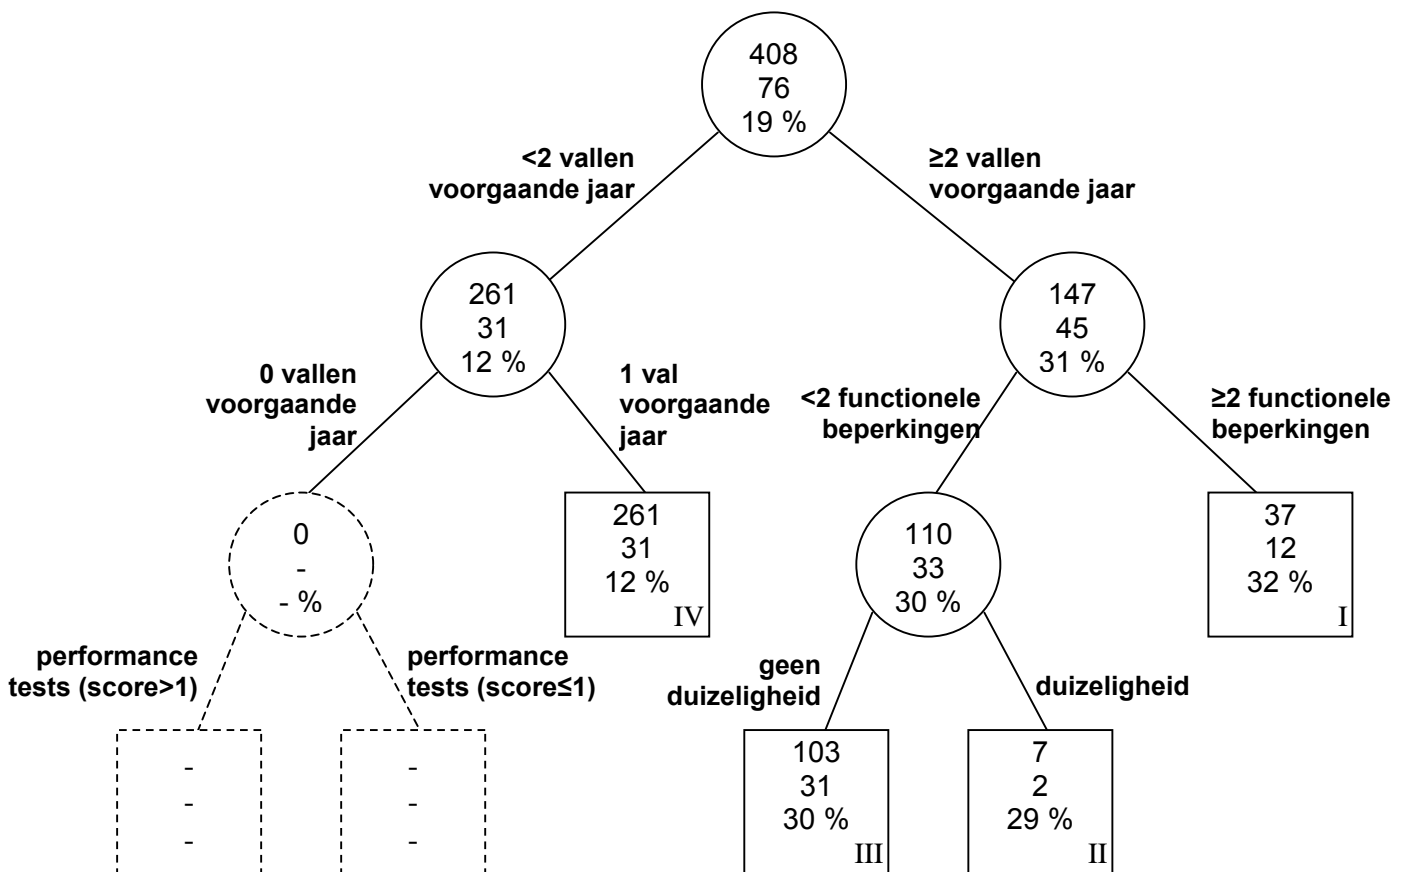 408
76
19 %
<2 vallen
voorgaande jaar
≥2 vallen
voorgaande jaar
261
31
12 %
147
45
31 %
0 vallen
voorgaande
jaar
1 val
voorgaande
jaar
<2 functionele
beperkingen
≥2 functionele
beperkingen
0
-
- %
261
31
12 %
IV
110
33
30 %
37
12
32 %
I
performance
tests (score>1)
performance
tests (score≤1)
geen
duizeligheid
duizeligheid
-
-
-
-
-
-
103
31
30 %
III
7
2
29 %
II